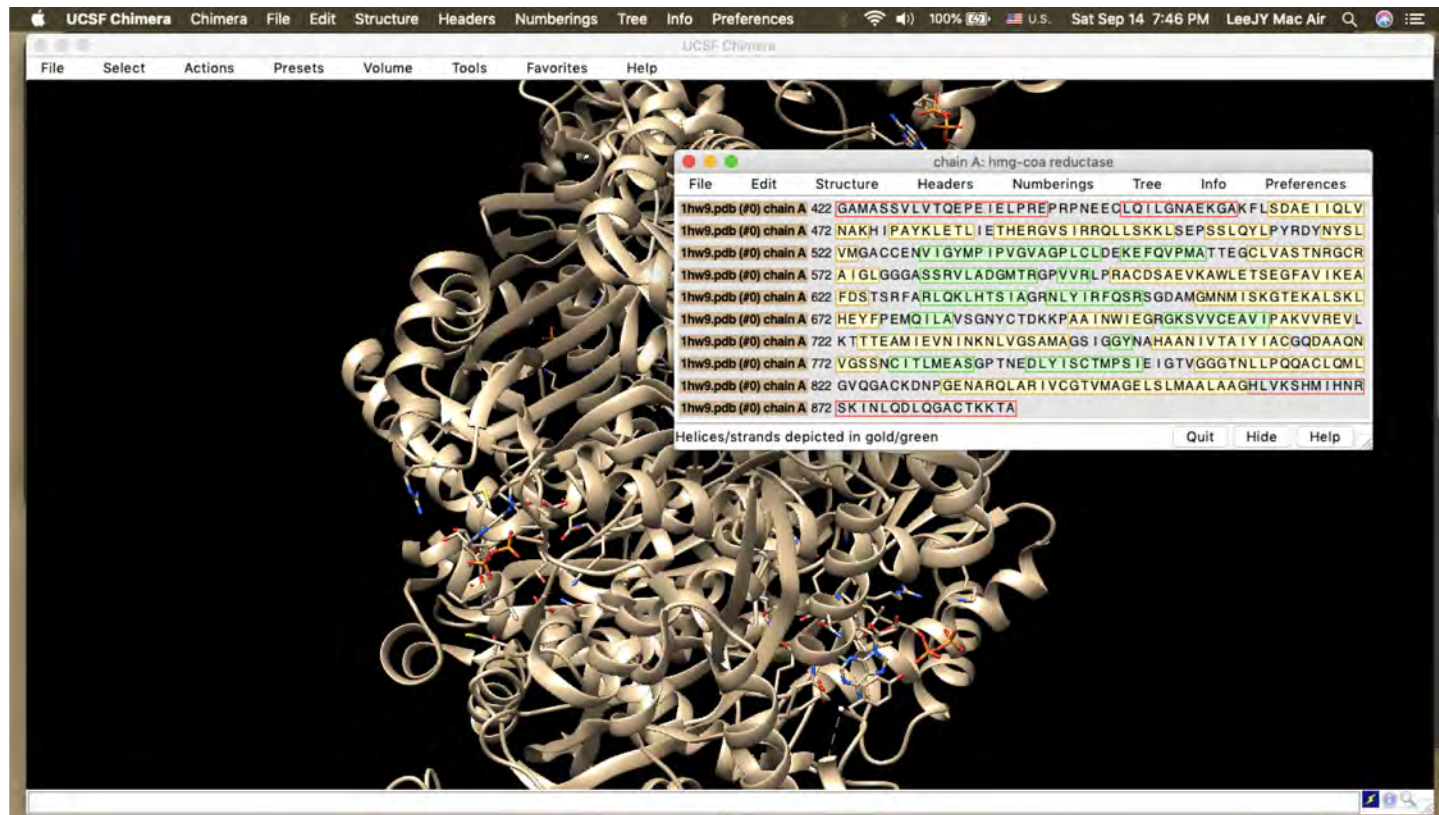 UCSF Chimera Chimera File Edit Structure Headers Numberings Tree Info Preferences 100% U.S. Sat Sep 14 7:46 PM LeeJY Mac Air
UCSF Chimera
File Select Actions Presets Volume Tools Favorites Help
chain A: hmg-coa reductase
File Edit Structure Headers Numberings Tree Info Preferences
1hw9.pdb (#0) chain A 422 GAMASSVLVTQEPEIELPREPRPNEECLQILGNAEKGAKFLSDAEIIQLV
1hw9.pdb (#0) chain A 472 NAKHIPAYKLETLIETHERGVSIRRQLLSKKLSEPSSLQYLPYRDYNYSL
1hw9.pdb (#0) chain A 522 VMGACCENVIGYMPIPVGVAGPLCLDEKEFQVPMATTEGCLVASTNRGCR
1hw9.pdb (#0) chain A 572 AIGLGGGASSRVLADGMTRGPVVRLPRACDSAEVKAWLETSEGFAVIKEA
1hw9.pdb (#0) chain A 622 FDSTSRFARLQKLHTSIAGRNLYIRFQSRSGDAMGMNMISKGTEKALSKL
1hw9.pdb (#0) chain A 672 HEYFPEMQILAVSGNYCTDKKPAAINWIEGRGKSVVCEAVIPAKVVREVL
1hw9.pdb (#0) chain A 722 KTTTEAMIEVNINKNLVGSAMAGSIGGYNAHAANIVTAIYIACGQDAAQN
1hw9.pdb (#0) chain A 772 VGSSNCITLMEASGPTNEDLYISCTMPSIEIGTVGGGTNLLPQQACLQML
1hw9.pdb (#0) chain A 822 GVQGACKDNPGENARQLARIVCGTVMAGELSLMAALAAGHLVKSHMIHNR
1hw9.pdb (#0) chain A 872 SKINLQDLQGACTKKTA
Helices/strands depicted in gold/green Quit Hide Help